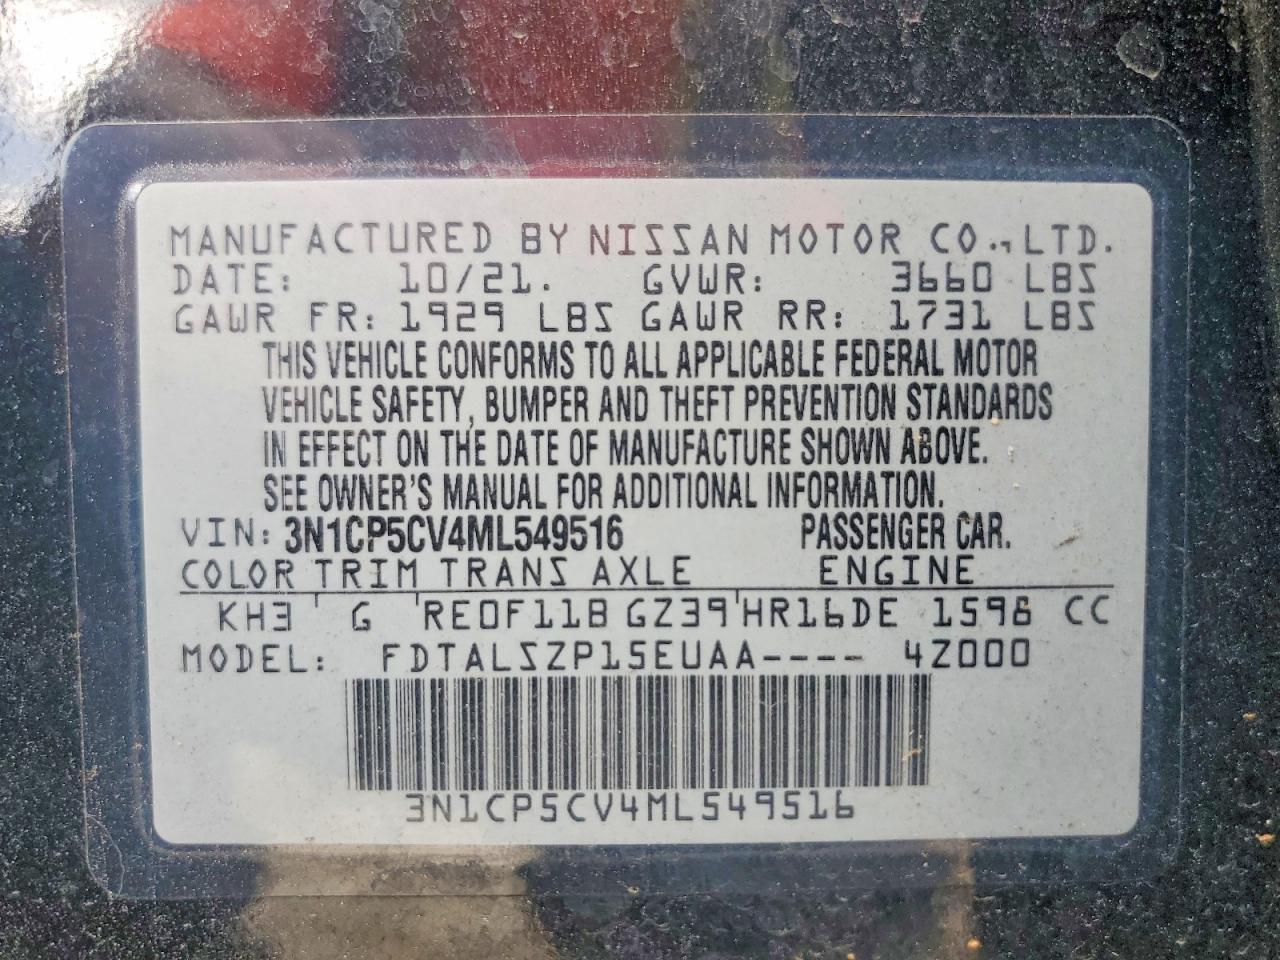 MANUFACTURED BY NISSAN MOTOR CO., LTD.
DATE: 10/21. GVWR: 3660 LBS
GAWR FR: 1929 LBS GAWR RR: 1731 LBS
THIS VEHICLE CONFORMS TO ALL APPLICABLE FEDERAL MOTOR
VEHICLE SAFETY, BUMPER AND THEFT PREVENTION STANDARDS
IN EFFECT ON THE DATE OF MANUFACTURE SHOWN ABOVE.
SEE OWNER'S MANUAL FOR ADDITIONAL INFORMATION.
VIN: 3N1CP5CV4ML549516 PASSENGER CAR.
COLOR TRIM TRANS AXLE ENGINE
KH3 G RE0F11B GZ39 HR16DE 1598 CC
MODEL: FDTALSZP15EUAA---- 4Z000
3N1CP5CV4ML549516